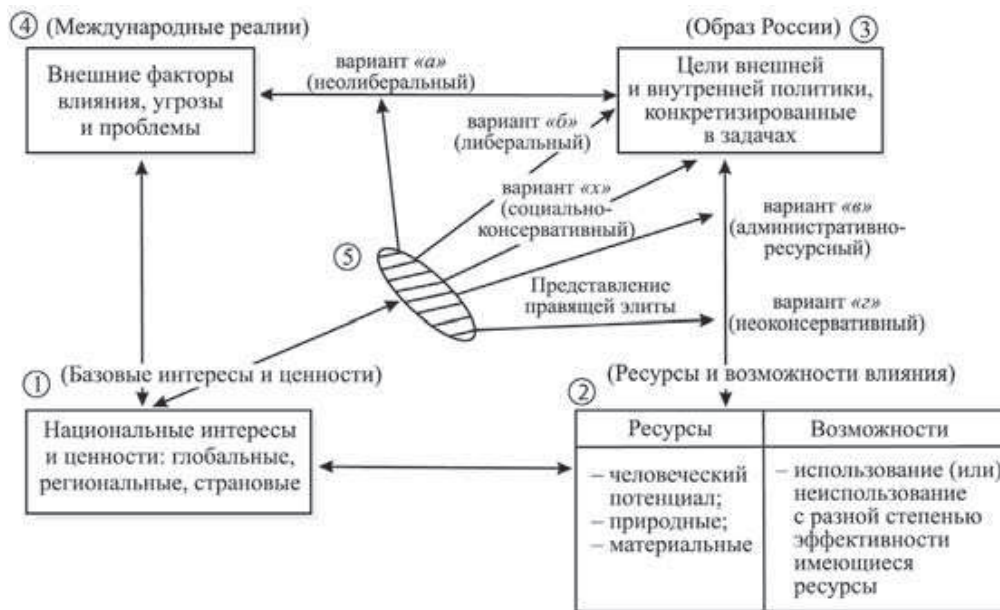 ④ (Международные реалии)
Внешние факторы
влияния, угрозы
и проблемы
вариант «а»
(неолиберальный)
(Образ России) ③
Цели внешней
и внутренней политики,
конкретизированные
в задачах
вариант «б»
(либеральный)
вариант «х»
(социально-
консервативный)
вариант «в»
(административно-
ресурсный)
⑤
Представление
правящей элиты
вариант «г»
(неоконсервативный)
① (Базовые интересы и ценности)
Национальные интересы
и ценности: глобальные,
региональные, страновые
(Ресурсы и возможности влияния)
②
Ресурсы
– человеческий
потенциал;
– природные;
– материальные
Возможности
– использование (или)
неиспользование
с разной степенью
эффективности
имеющиеся
ресурсы